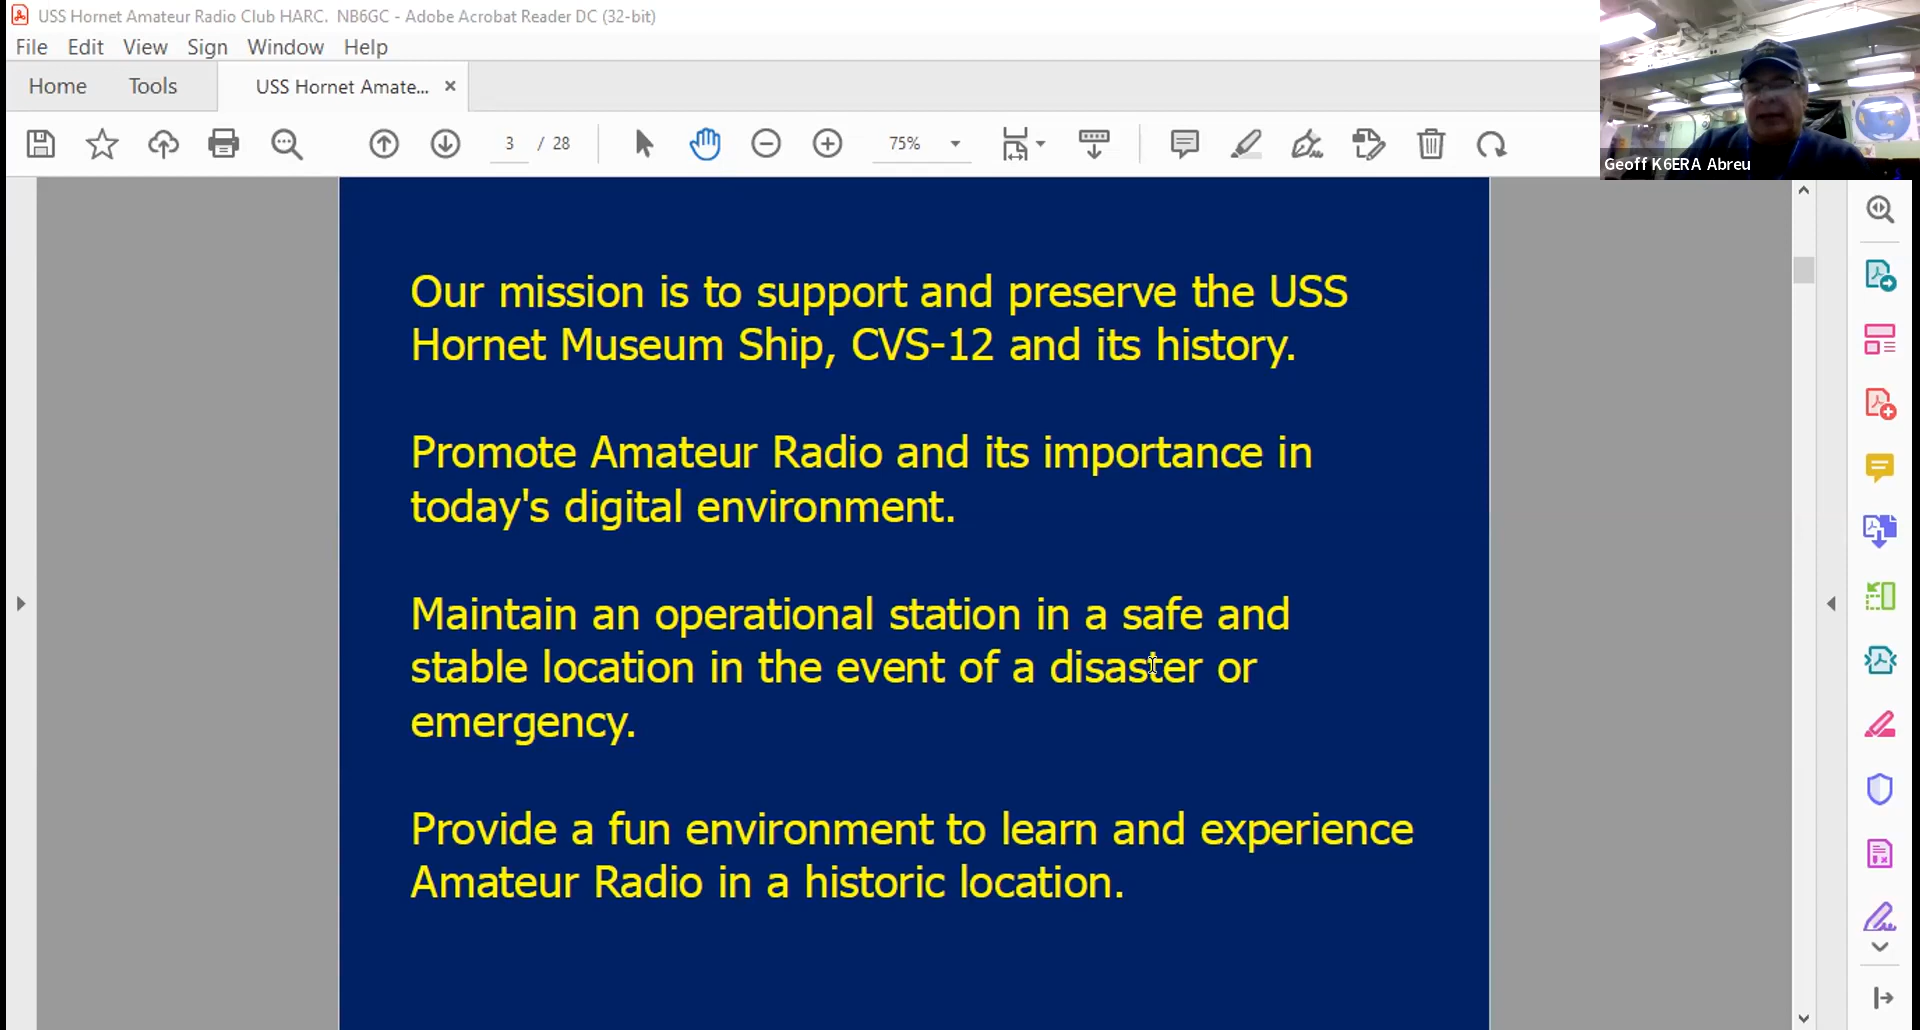 USS Hornet Amateur Radio Club HARC.  NB6GC - Adobe Acrobat Reader DC (32-bit)
File Edit View Sign Window Help
Home Tools USS Hornet Amate... ×
3 / 28 75%
Geoff K6ERA Abreu
Our mission is to support and preserve the USS
Hornet Museum Ship, CVS-12 and its history.
Promote Amateur Radio and its importance in
today's digital environment.
Maintain an operational station in a safe and
stable location in the event of a disaster or
emergency.
Provide a fun environment to learn and experience
Amateur Radio in a historic location.